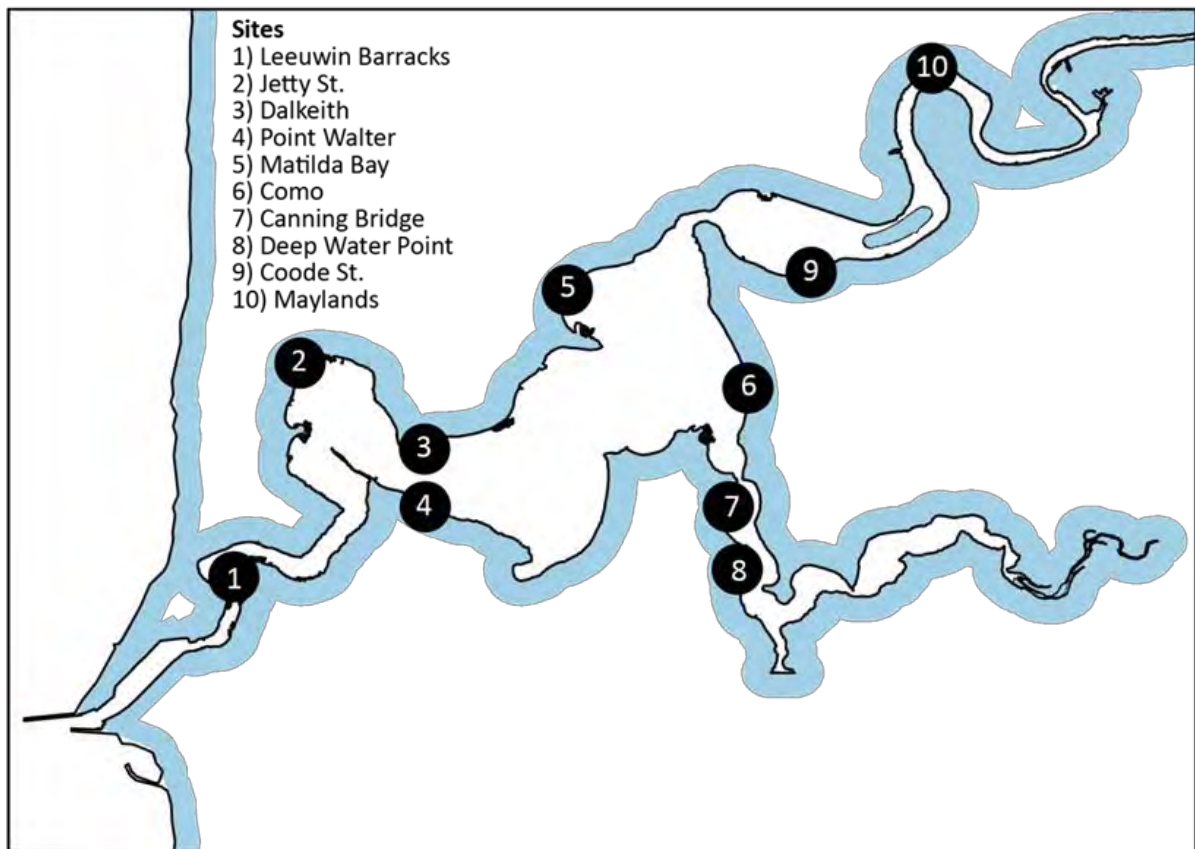 Sites
1) Leeuwin Barracks
2) Jetty St.
3) Dalkeith
4) Point Walter
5) Matilda Bay
6) Como
7) Canning Bridge
8) Deep Water Point
9) Coode St.
10) Maylands
10
9
5
2
6
3
4
7
8
1